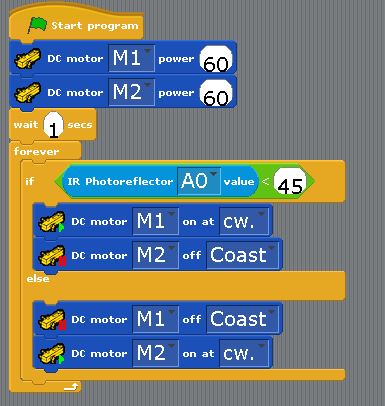 Start program
DC motor M1 power 60
DC motor M2 power 60
wait 1 secs
forever
if IR Photoreflector A0 value < 45
DC motor M1 on at cw.
DC motor M2 off Coast
else
DC motor M1 off Coast
DC motor M2 on at cw.